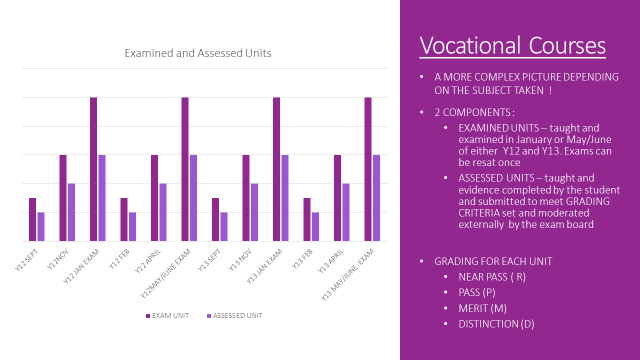 Examined and Assessed Units
Y12 SEPT
Y12NOV
Y12 JAN EXAM
Y12 FEB
Y12 APRIL
Y12MAY/JUNE EXAM
Y13 SEPT
Y13 NOV
Y13 JAN EXAM
Y13 FEB
Y13 APRIL
Y13 MAY/JUNE EXAM
EXAM UNIT
ASSESSED UNIT
Vocational Courses
• A MORE COMPLEX PICTURE DEPENDING
ON THE SUBJECT TAKEN !
• 2 COMPONENTS :
• EXAMINED UNITS – taught and
examined in January or May/June
of either Y12 and Y13. Exams can
be resat once
• ASSESSED UNITS – taught and
evidence completed by the student
and submitted to meet GRADING
CRITERIA set and moderated
externally by the exam board
• GRADING FOR EACH UNIT
• NEAR PASS ( R)
• PASS (P)
• MERIT (M)
• DISTINCTION (D)